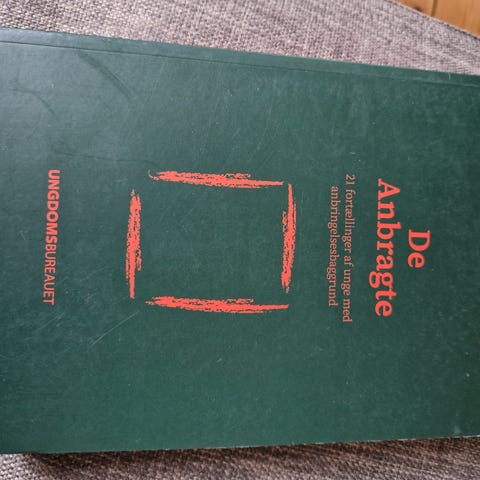 De
Anbragte
21 fortællinger af unge med
anbringelsesbaggrund
UNGDOMSBUREAUET